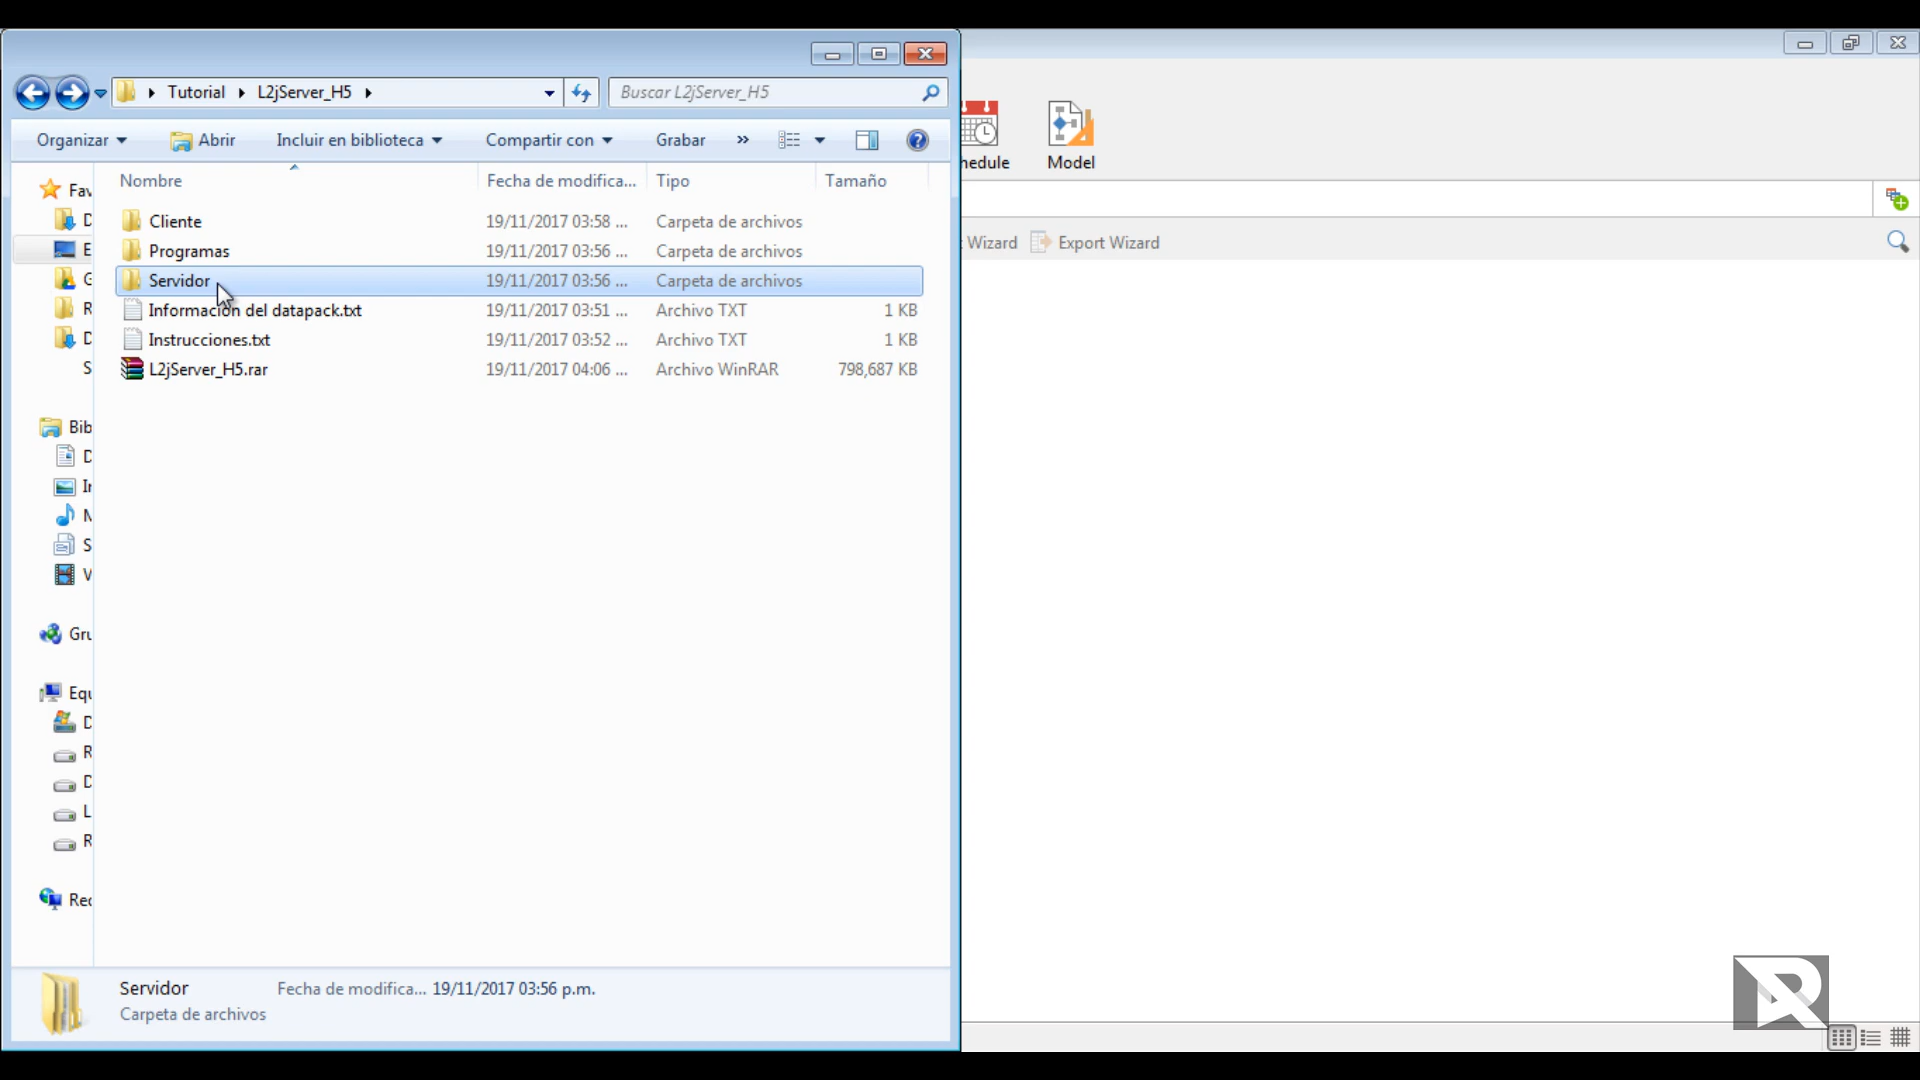 Tutorial L2jServer_H5
Buscar L2jServer_H5
Organizar Abrir Incluir en biblioteca Compartir con Grabar »
Nombre Fecha de modifica... Tipo Tamaño
Cliente 19/11/2017 03:58 ... Carpeta de archivos
Programas 19/11/2017 03:56 ... Carpeta de archivos
Servidor 19/11/2017 03:56 ... Carpeta de archivos
Información del datapack.txt 19/11/2017 03:51 ... Archivo TXT 1 KB
Instrucciones.txt 19/11/2017 03:52 ... Archivo TXT 1 KB
L2jServer_H5.rar 19/11/2017 04:06 ... Archivo WinRAR 798,687 KB
Fav
D
E
G
R
D
S
Bib
D
Ir
M
S
V
Gru
Equ
D
R
D
L
R
Rec
Servidor Fecha de modifica... 19/11/2017 03:56 p.m.
Carpeta de archivos
hedule Model
Wizard Export Wizard